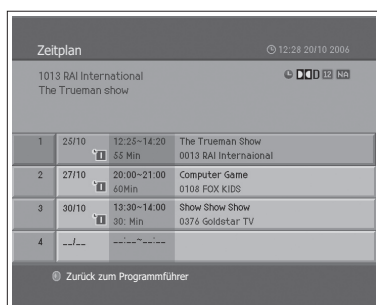 Zeitplan
12:28 20/10 2006
1013 RAI International
12 NA
The Trueman show
1 25/10 12:25~14:20 The Trueman Show
55 Min 0013 RAI Internaional
2 27/10 20:00~21:00 Computer Game
60Min 0108 FOX KIDS
3 30/10 13:30~14:00 Show Show Show
30: Min 0376 Goldstar TV
4 --/-- --:--~--:--
Zurück zum Programmführer